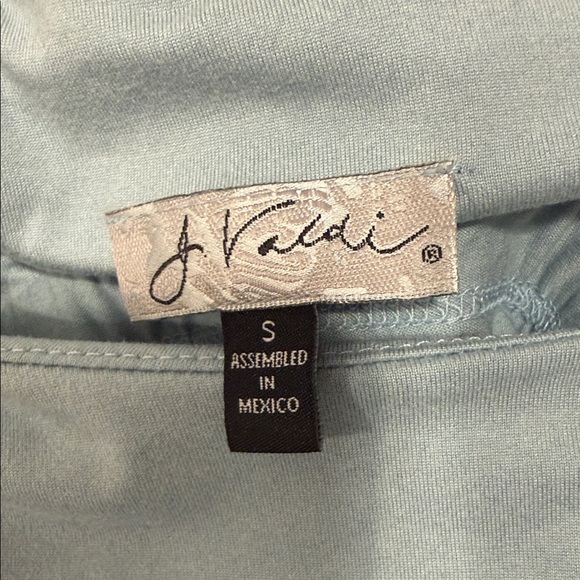 J. Valdi ®
S
ASSEMBLED
IN
MEXICO